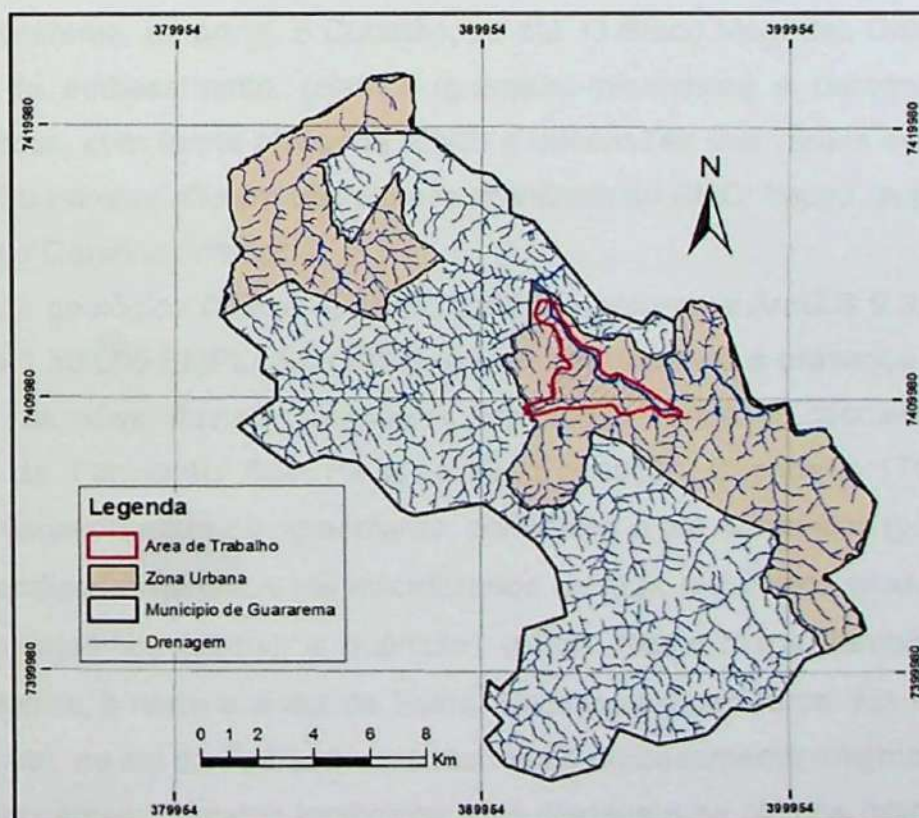 379954 389954 399954
7419980 7419980
N
7409980 7409980
Legenda
Area de Trabalho
Zona Urbana
Municipio de Guararema
Drenagem
7399980 7399980
0 2 4 6 8
Km
379954 389954 399954